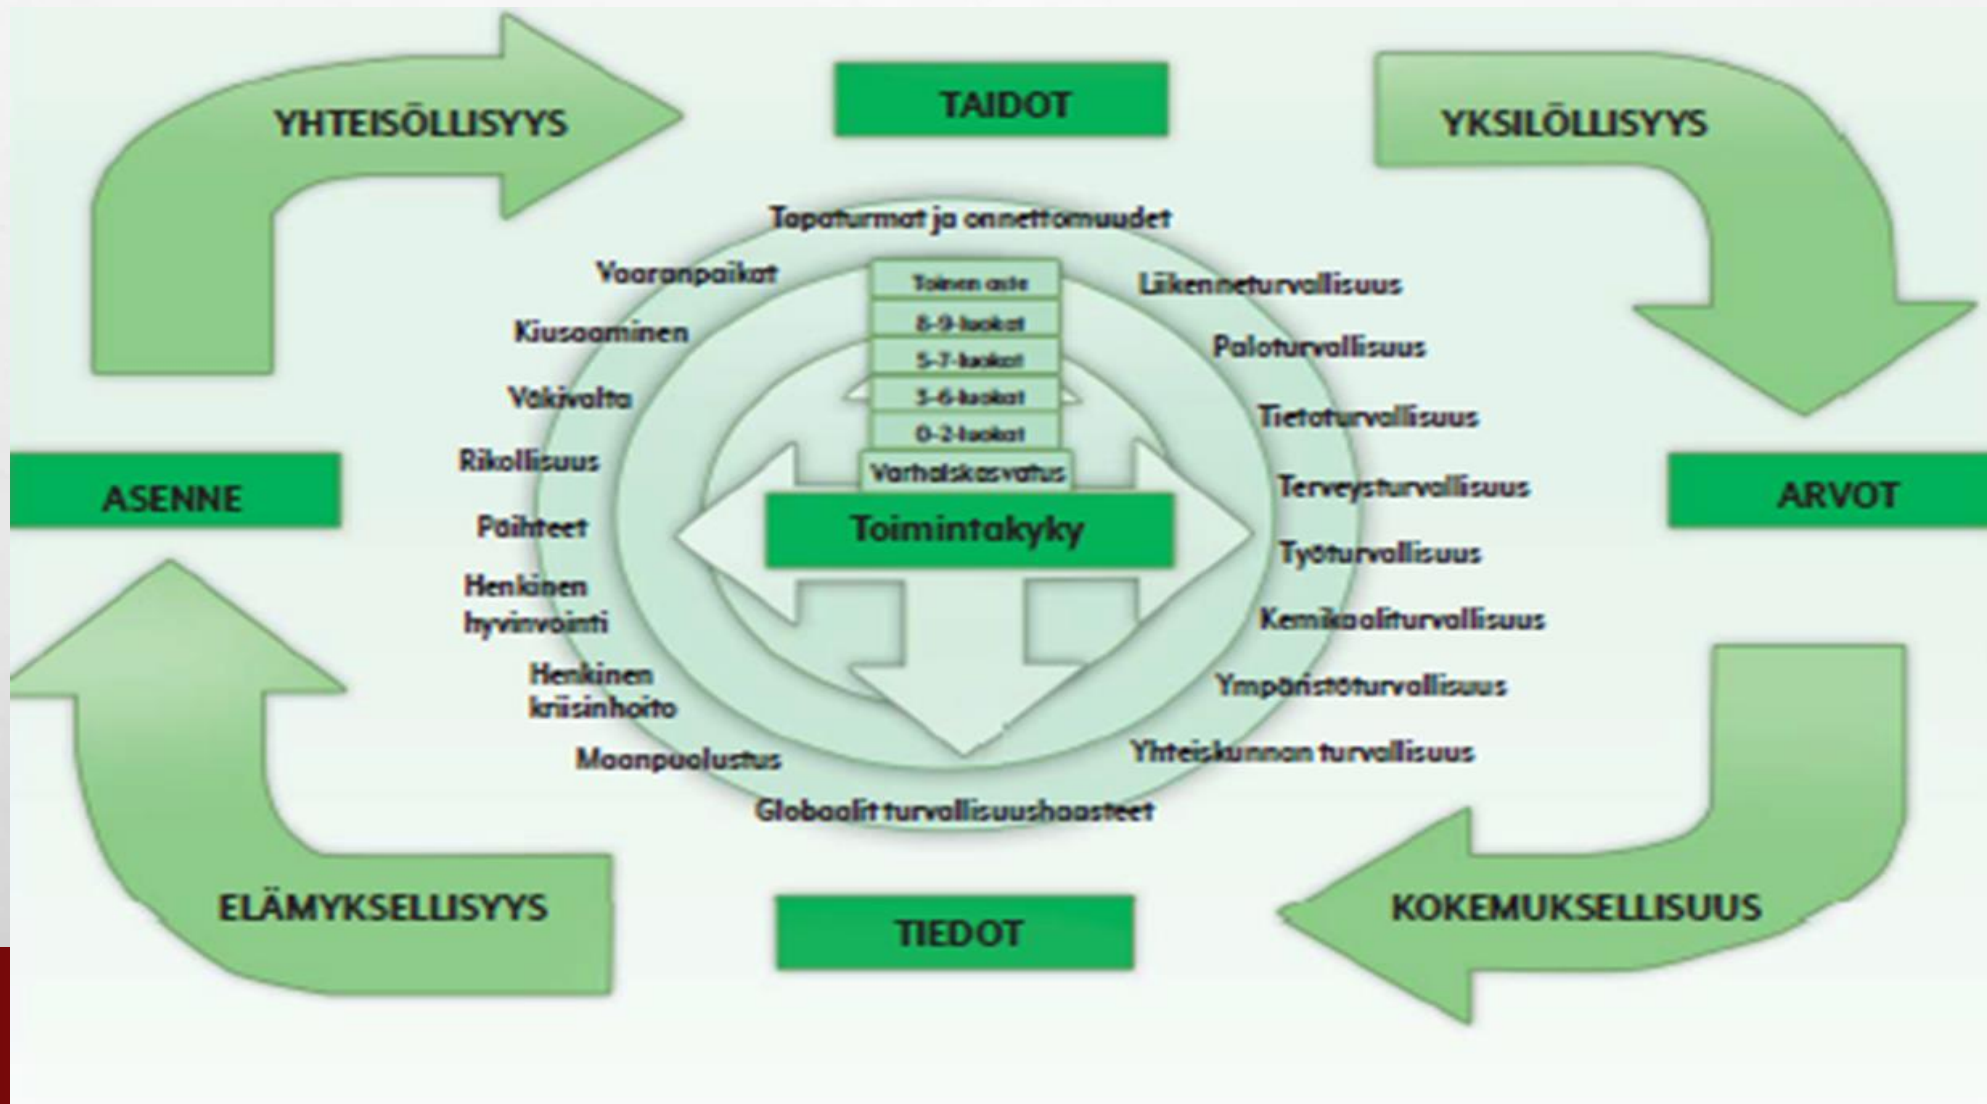 YHTEISÖLLISYYS
TAIDOT
YKSILÖLLISYYS
Tapaturmat ja onnettomuudet
Vaaranpaikat
Toinen aste
Liikenneturvallisuus
8-9-luokat
Kiusaaminen
Paloturvallisuus
5-7-luokat
Väkivalta
3-6-luokat
Tietoturvallisuus
0-2-luokat
Rikollisuus
Varhaiskasvatus
Terveysturvallisuus
ASENNE
ARVOT
Päihteet
Toimintakyky
Työturvallisuus
Henkinen
hyvinvointi
Kemikaaliturvallisuus
Henkinen
kriisinhoito
Ympäristöturvallisuus
Maanpuolustus
Yhteiskunnan turvallisuus
Globaalit turvallisuushaasteet
ELÄMYKSELLISYYS
TIEDOT
KOKEMUKSELLISUUS